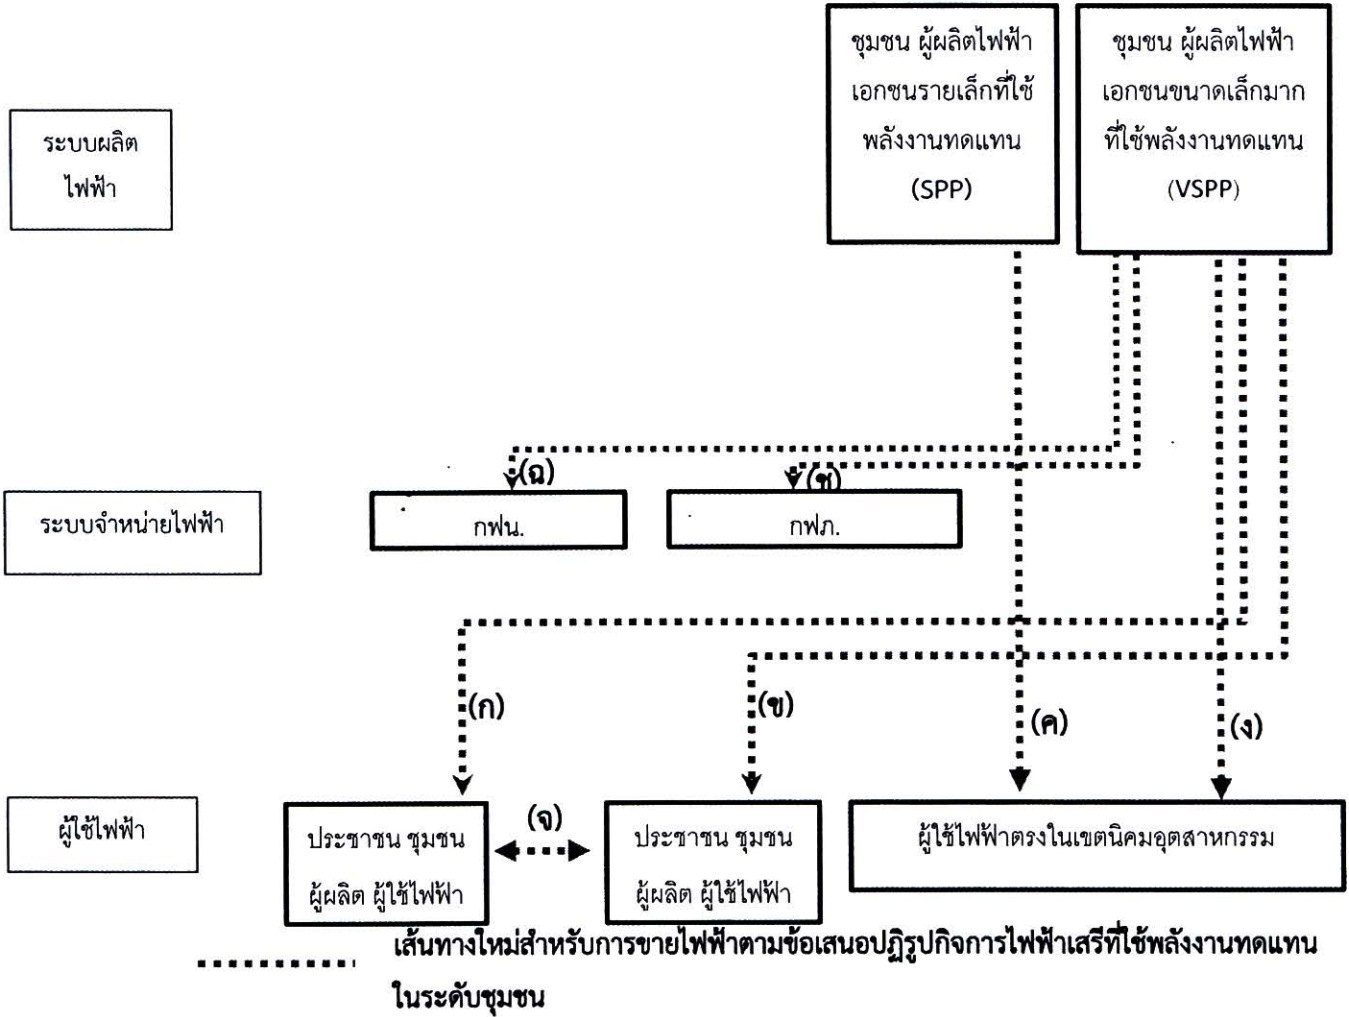 ชุมชน ผู้ผลิตไฟฟ้า
เอกชนรายเล็กที่ใช้
พลังงานทดแทน
(SPP)
ชุมชน ผู้ผลิตไฟฟ้า
เอกชนขนาดเล็กมาก
ที่ใช้พลังงานทดแทน
(VSPP)
ระบบผลิต
ไฟฟ้า
(ฉ)
(ช)
ระบบจำหน่ายไฟฟ้า
กฟน.
กฟภ.
(ก)
(ข)
(ค)
(ง)
ผู้ใช้ไฟฟ้า
ประชาชน ชุมชน
ผู้ผลิต ผู้ใช้ไฟฟ้า
(จ)
ประชาชน ชุมชน
ผู้ผลิต ผู้ใช้ไฟฟ้า
ผู้ใช้ไฟฟ้าตรงในเขตนิคมอุตสาหกรรม
เส้นทางใหม่สำหรับการขายไฟฟ้าตามข้อเสนอปฏิรูปกิจการไฟฟ้าเสรีที่ใช้พลังงานทดแทน
ในระดับชุมชน